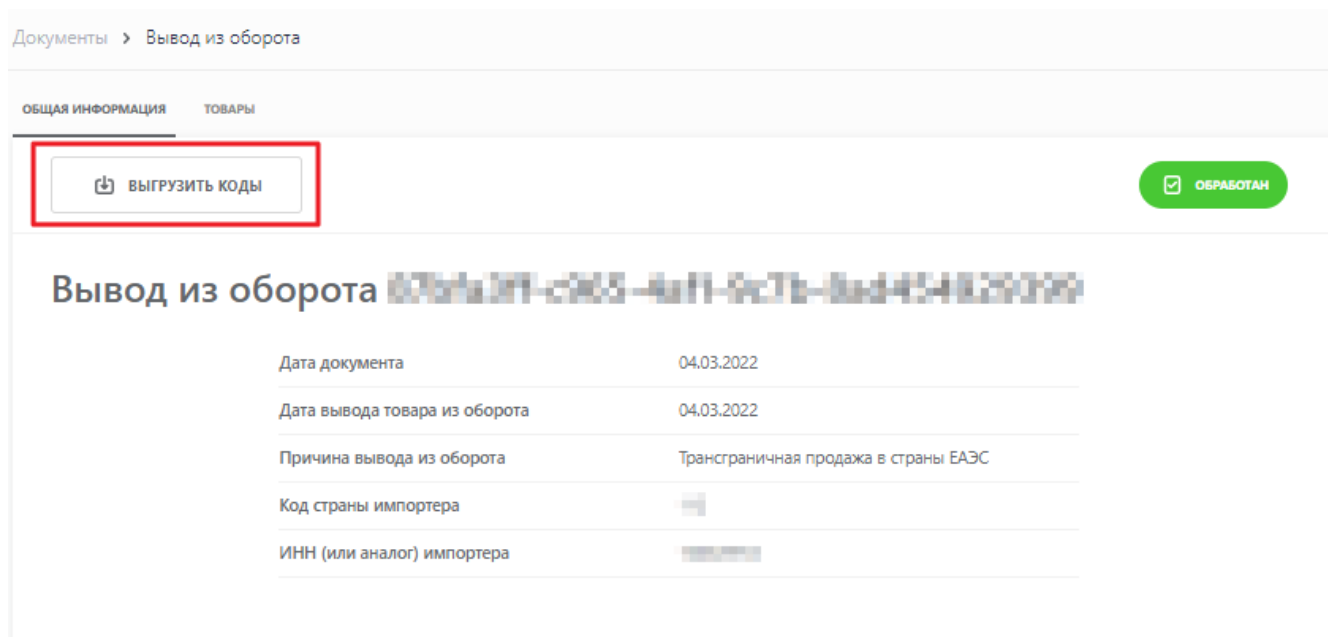 Документы > Вывод из оборота
ОБЩАЯ ИНФОРМАЦИЯ ТОВАРЫ
ВЫГРУЗИТЬ КОДЫ ОБРАБОТАН
Вывод из оборота
Дата документа 04.03.2022
Дата вывода товара из оборота 04.03.2022
Причина вывода из оборота Трансграничная продажа в страны ЕАЭС
Код страны импортера
ИНН (или аналог) импортера